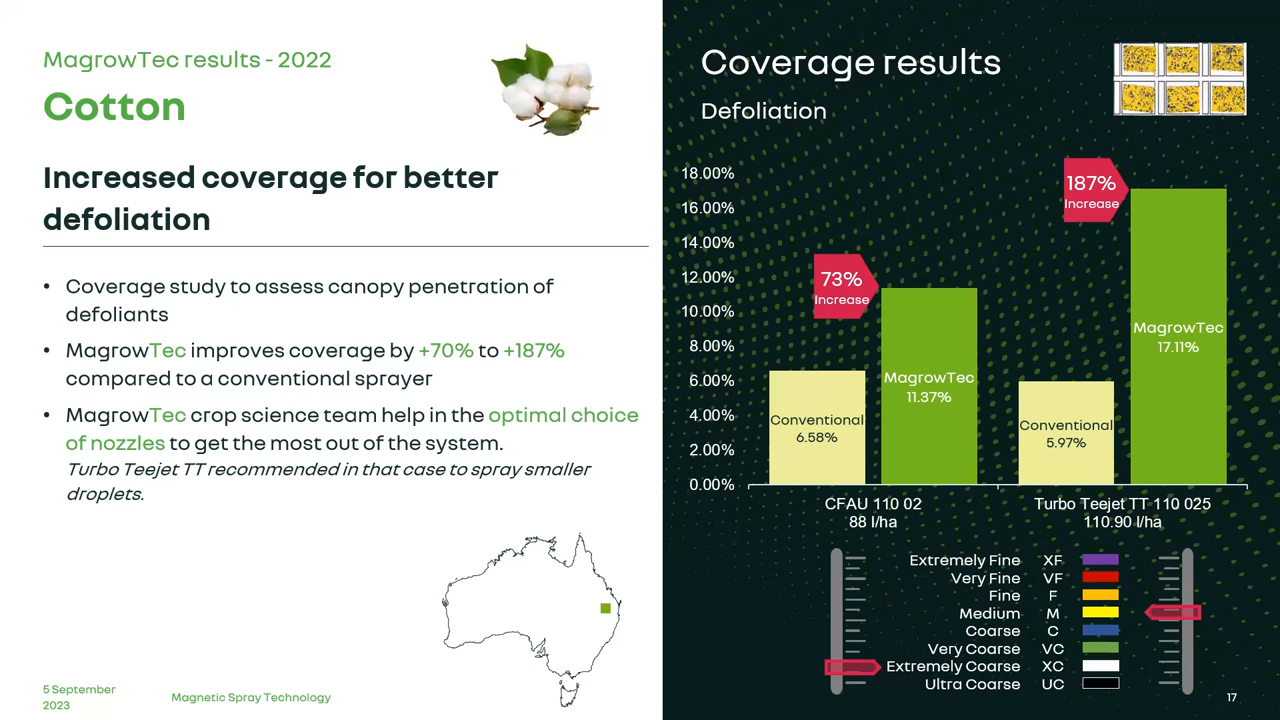 MagrowTec results - 2022
Cotton
Increased coverage for better
defoliation
• Coverage study to assess canopy penetration of
defoliants
• MagrowTec improves coverage by +70% to +187%
compared to a conventional sprayer
• MagrowTec crop science team help in the optimal choice
of nozzles to get the most out of the system.
Turbo Teejet TT recommended in that case to spray smaller
droplets.
5 September
2023
Magnetic Spray Technology
Coverage results
Defoliation
18.00%
16.00%
14.00%
12.00%
10.00%
8.00%
6.00%
4.00%
2.00%
0.00%
73%
Increase
187%
Increase
Conventional
6.58%
MagrowTec
11.37%
Conventional
5.97%
MagrowTec
17.11%
CFAU 110 02
88 l/ha
Turbo Teejet TT 110 025
110.90 l/ha
Extremely Fine XF
Very Fine VF
Fine F
Medium M
Coarse C
Very Coarse VC
Extremely Coarse XC
Ultra Coarse UC
17